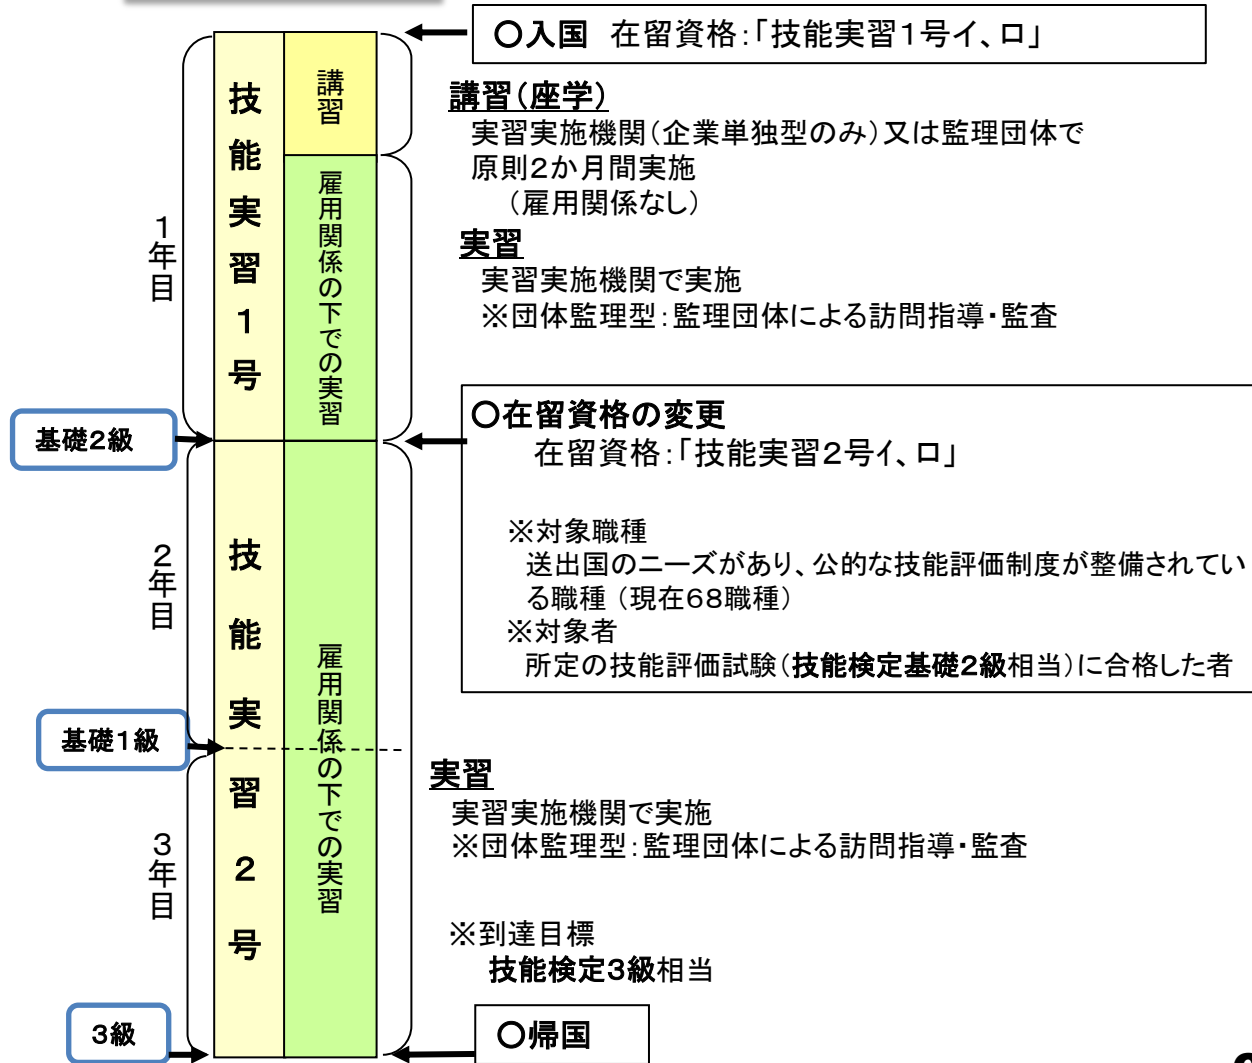 〇入国 在留資格:「技能実習1号イ、ロ」
技能実習1号
講習
講習(座学)
実習実施機関(企業単独型のみ)又は監理団体で
原則2か月間実施
(雇用関係なし)
1年目
雇用関係の下での実習
実習
実習実施機関で実施
※団体監理型:監理団体による訪問指導・監査
基礎2級
〇在留資格の変更
在留資格:「技能実習2号イ、ロ」
※対象職種
送出国のニーズがあり、公的な技能評価制度が整備されてい
る職種 (現在68職種)
※対象者
所定の技能評価試験(技能検定基礎2級相当)に合格した者
2年目
技能実習2号
雇用関係の下での実習
基礎1級
実習
実習実施機関で実施
※団体監理型:監理団体による訪問指導・監査
3年目
※到達目標
技能検定3級相当
3級
〇帰国